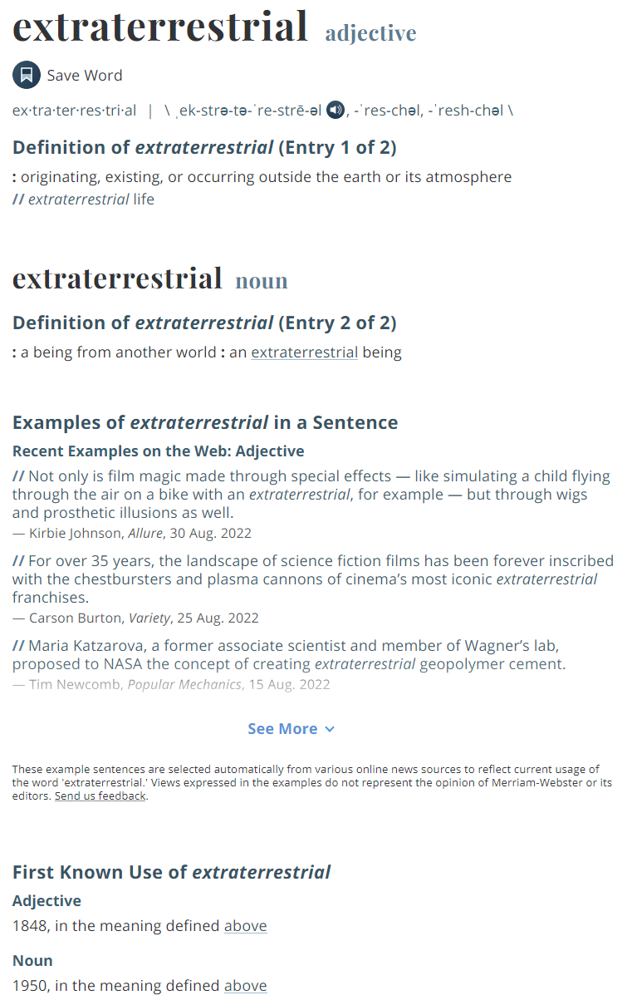 extraterrestrial adjective
Save Word
ex·tra·ter·res·tri·al | \ ˌek-strə-tə-ˈre-strē-əl , -ˈres-chəl, -ˈresh-chəl \
Definition of extraterrestrial (Entry 1 of 2)
: originating, existing, or occurring outside the earth or its atmosphere
// extraterrestrial life
extraterrestrial noun
Definition of extraterrestrial (Entry 2 of 2)
: a being from another world : an extraterrestrial being
Examples of extraterrestrial in a Sentence
Recent Examples on the Web: Adjective
// Not only is film magic made through special effects — like simulating a child flying
through the air on a bike with an extraterrestrial, for example — but through wigs
and prosthetic illusions as well.
— Kirbie Johnson, Allure, 30 Aug. 2022
// For over 35 years, the landscape of science fiction films has been forever inscribed
with the chestbursters and plasma cannons of cinema's most iconic extraterrestrial
franchises.
— Carson Burton, Variety, 25 Aug. 2022
// Maria Katzarova, a former associate scientist and member of Wagner's lab,
proposed to NASA the concept of creating extraterrestrial geopolymer cement.
— Tim Newcomb, Popular Mechanics, 15 Aug. 2022
See More
These example sentences are selected automatically from various online news sources to reflect current usage of
the word 'extraterrestrial.' Views expressed in the examples do not represent the opinion of Merriam-Webster or its
editors. Send us feedback.
First Known Use of extraterrestrial
Adjective
1848, in the meaning defined above
Noun
1950, in the meaning defined above